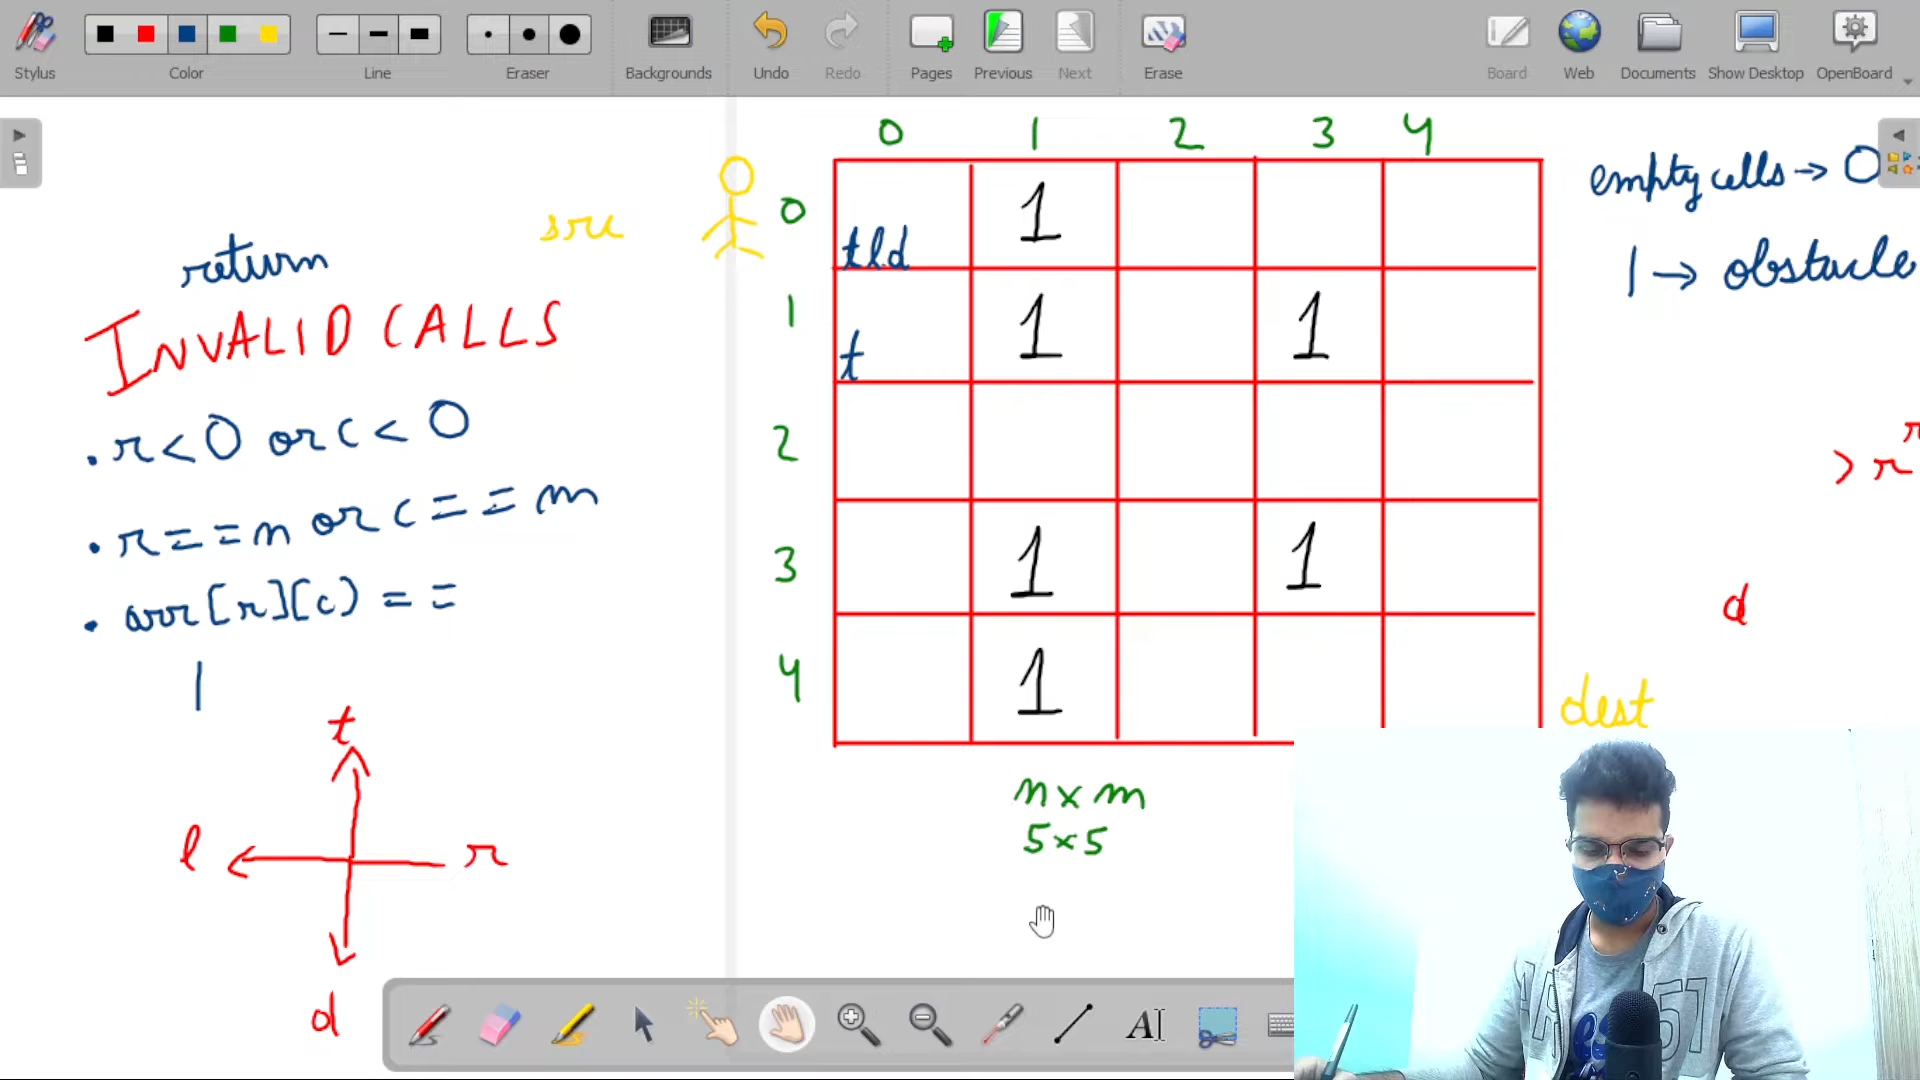 Stylus Color Line Eraser Backgrounds Undo Redo Pages Previous Next Erase Board Web Documents Show Desktop OpenBoard
0 1 2 3 4
src
return
INVALID CALLS
. r<0 or c<0
. r==n or c==m
. arr[r][c)==
1
t
l r
d
0 tld 1
1 t 1 1
2
3 1 1
4 1
dest
n x m
5 x 5
empty cells → 0
1 → obstacle
> r
d
AI